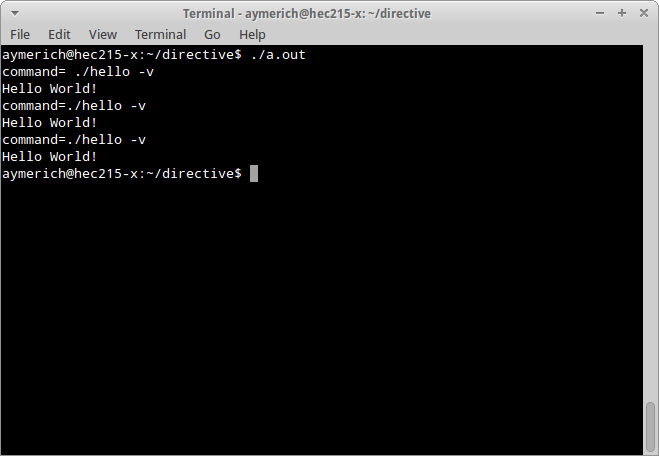 Terminal - aymerich@hec215-x: ~/directive
File Edit View Terminal Go Help
aymerich@hec215-x:~/directive$ ./a.out
command= ./hello -v
Hello World!
command=./hello -v
Hello World!
command=./hello -v
Hello World!
aymerich@hec215-x:~/directive$